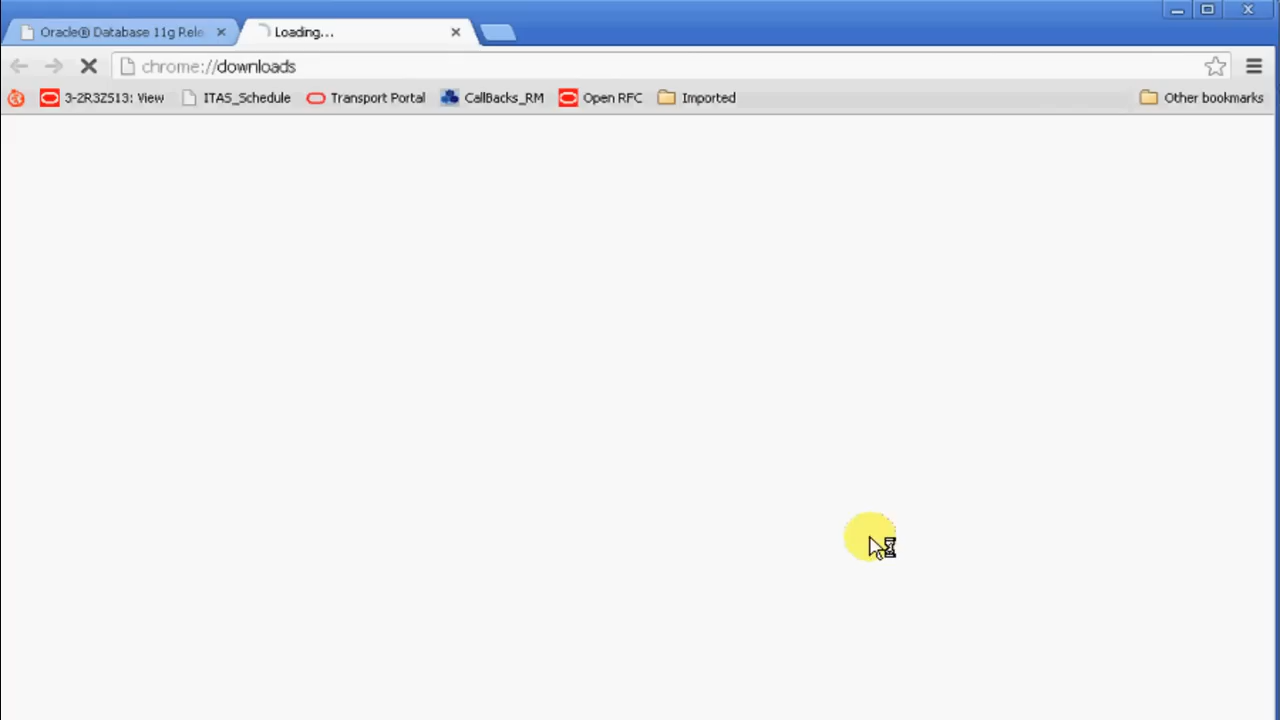 Oracle® Database 11g Rele
Loading...
chrome://downloads
3-2R3Z513: View
ITAS_Schedule
Transport Portal
CallBacks_RM
Open RFC
Imported
Other bookmarks